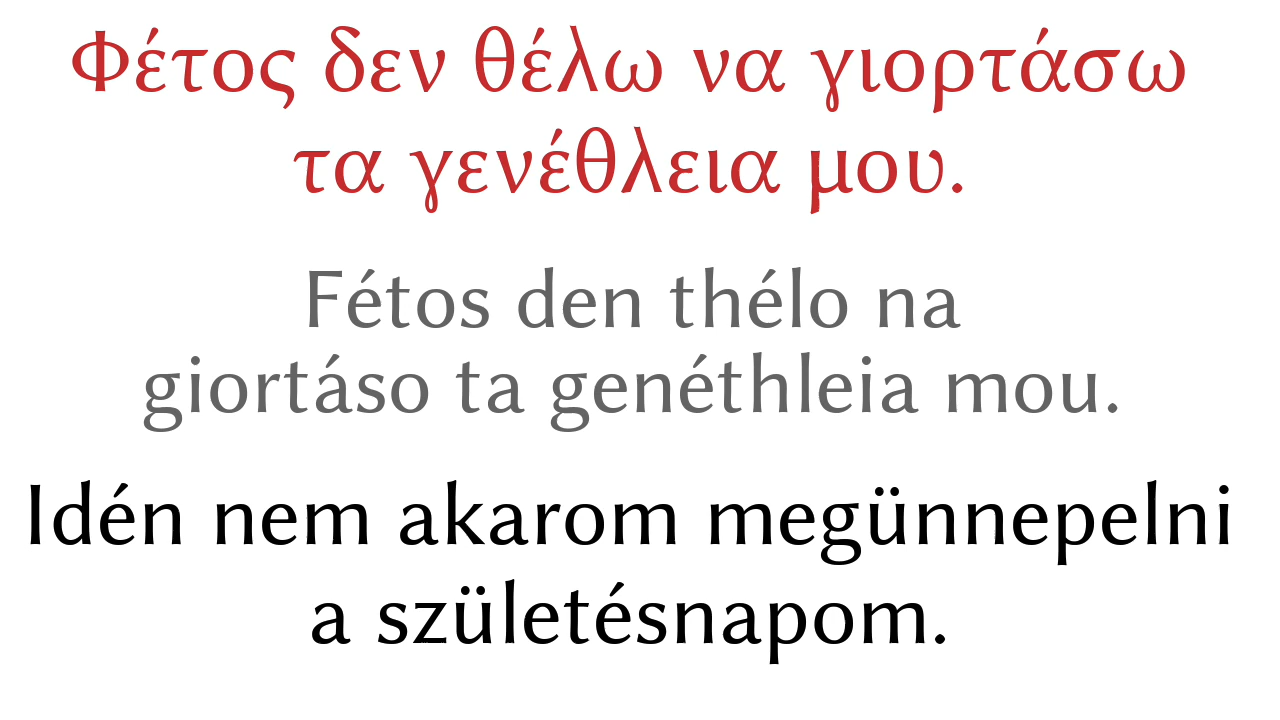 Φέτος δεν θέλω να γιορτάσω
τα γενέθλεια μου.
Fétos den thélo na
giortáso ta genéthleia mou.
Idén nem akarom megünnepelni
a születésnapom.